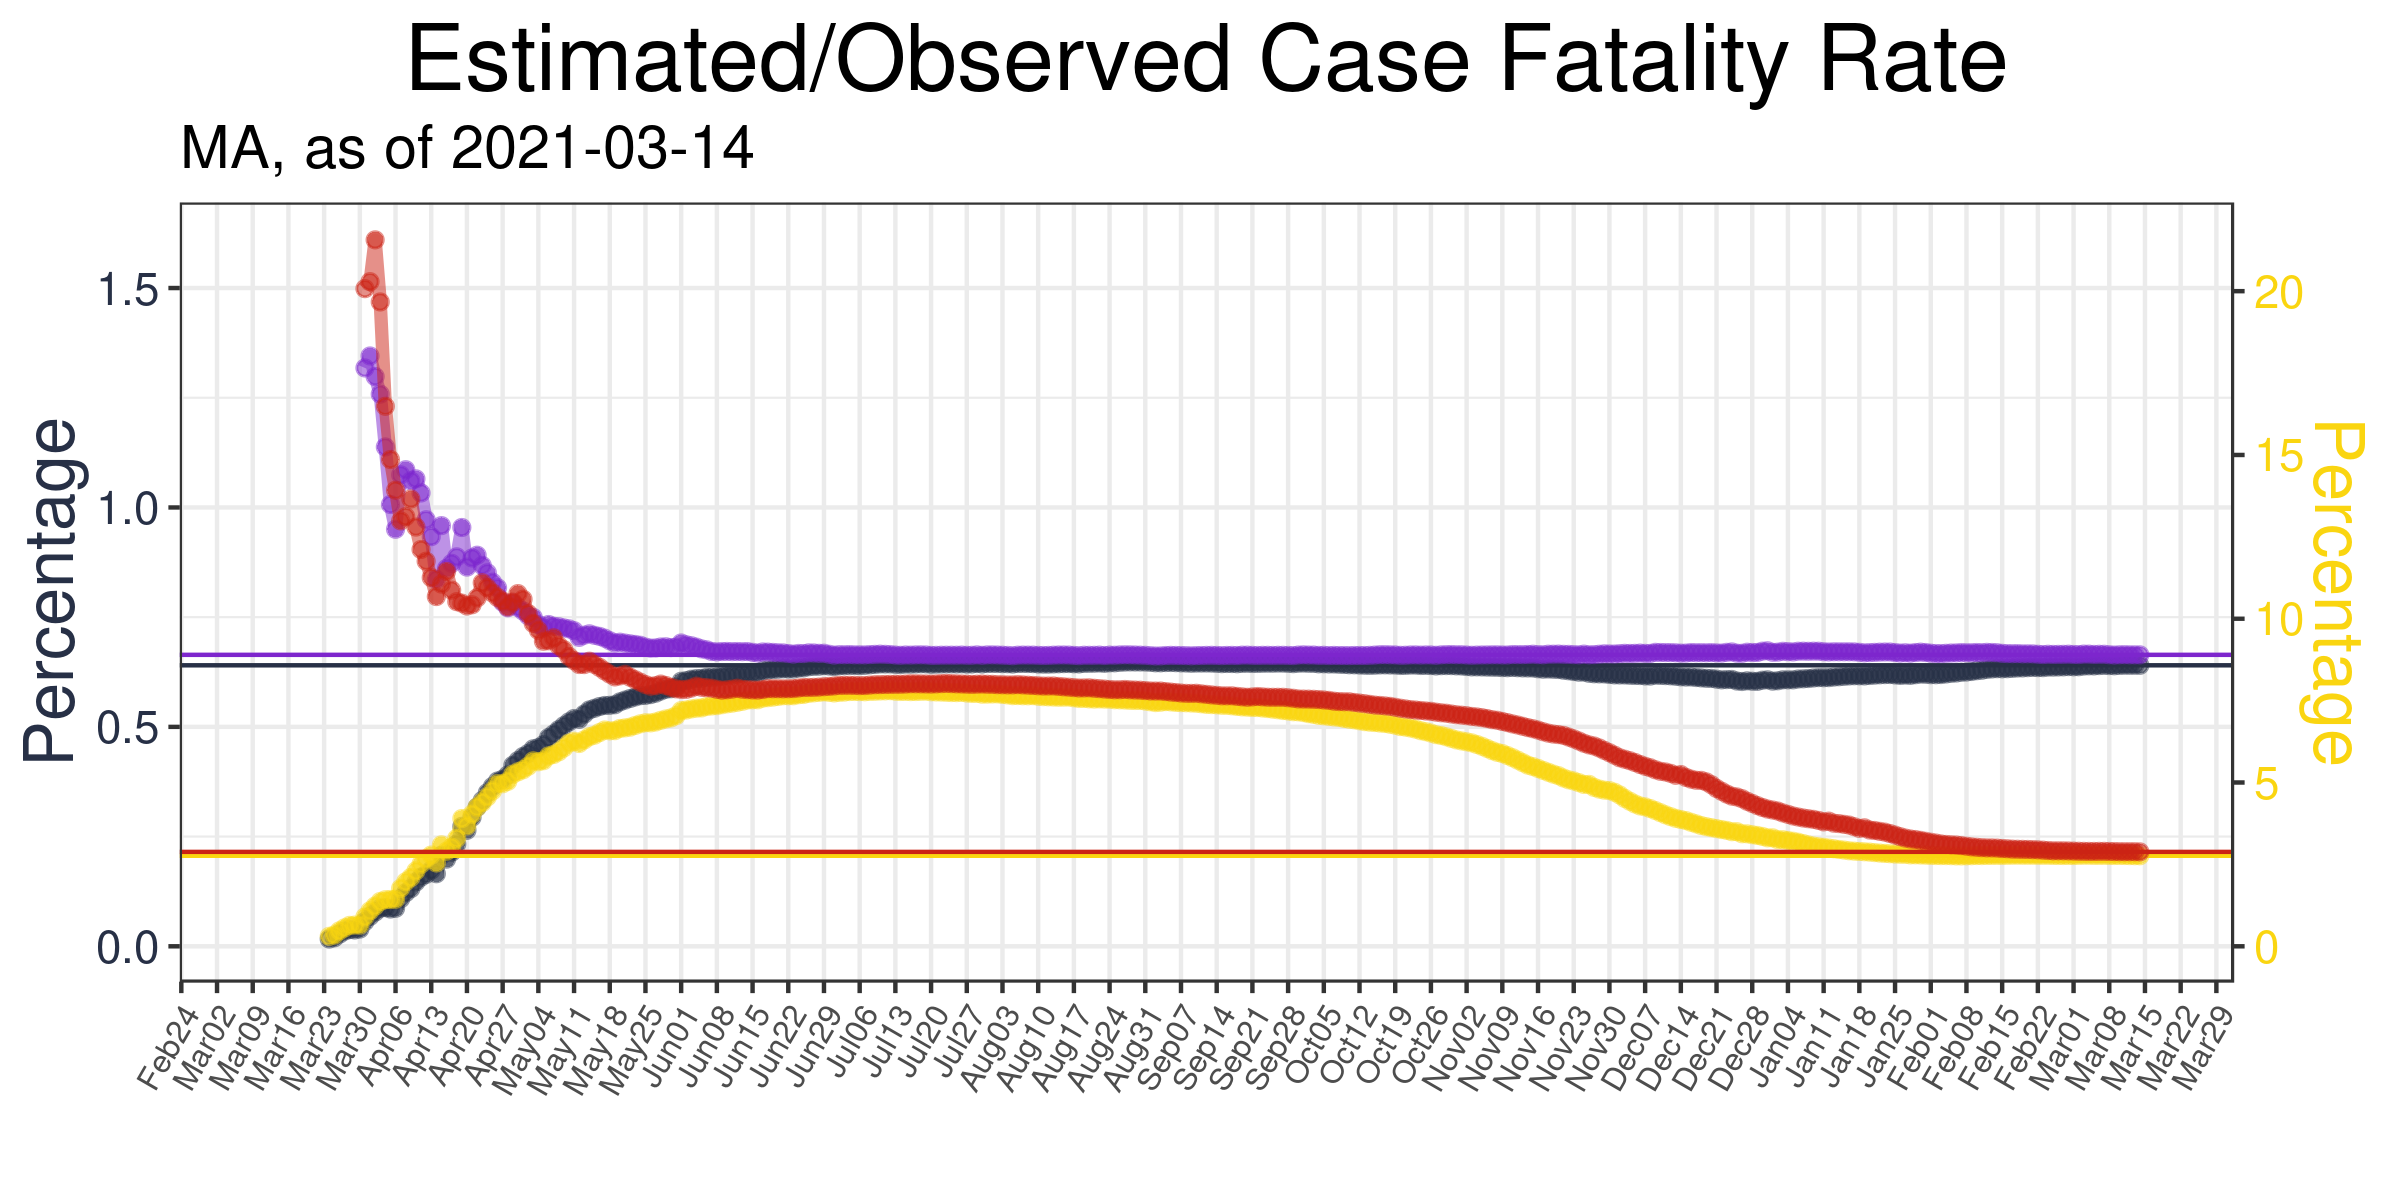 Estimated/Observed Case Fatality Rate
MA, as of 2021-03-14
Percentage
1.5
1.0
0.5
0.0
20
15
10
5
0
Percentage
Feb24
Mar02
Mar09
Mar16
Mar23
Mar30
Apr06
Apr13
Apr20
Apr27
May04
May11
May18
May25
Jun01
Jun08
Jun15
Jun22
Jun29
Jul06
Jul13
Jul20
Jul27
Aug03
Aug10
Aug17
Aug24
Aug31
Sep07
Sep14
Sep21
Sep28
Oct05
Oct12
Oct19
Oct26
Nov02
Nov09
Nov16
Nov23
Nov30
Dec07
Dec14
Dec21
Dec28
Jan04
Jan11
Jan18
Jan25
Feb01
Feb08
Feb15
Feb22
Mar01
Mar08
Mar15
Mar22
Mar29